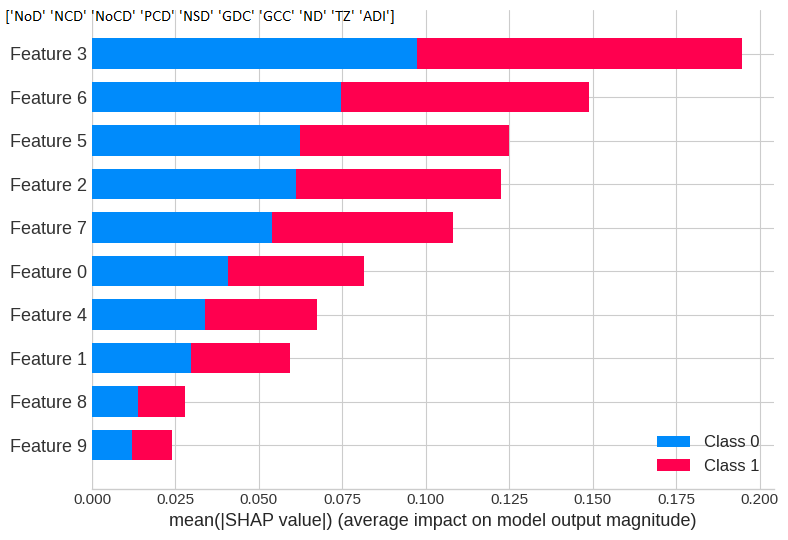 ['NoD' 'NCD' 'NoCD' 'PCD' 'NSD' 'GDC' 'GCC' 'ND' 'TZ' 'ADI']
Feature 3
Feature 6
Feature 5
Feature 2
Feature 7
Feature 0
Feature 4
Feature 1
Feature 8
Feature 9
Class 0
Class 1
0.000 0.025 0.050 0.075 0.100 0.125 0.150 0.175 0.200
mean(|SHAP value|) (average impact on model output magnitude)